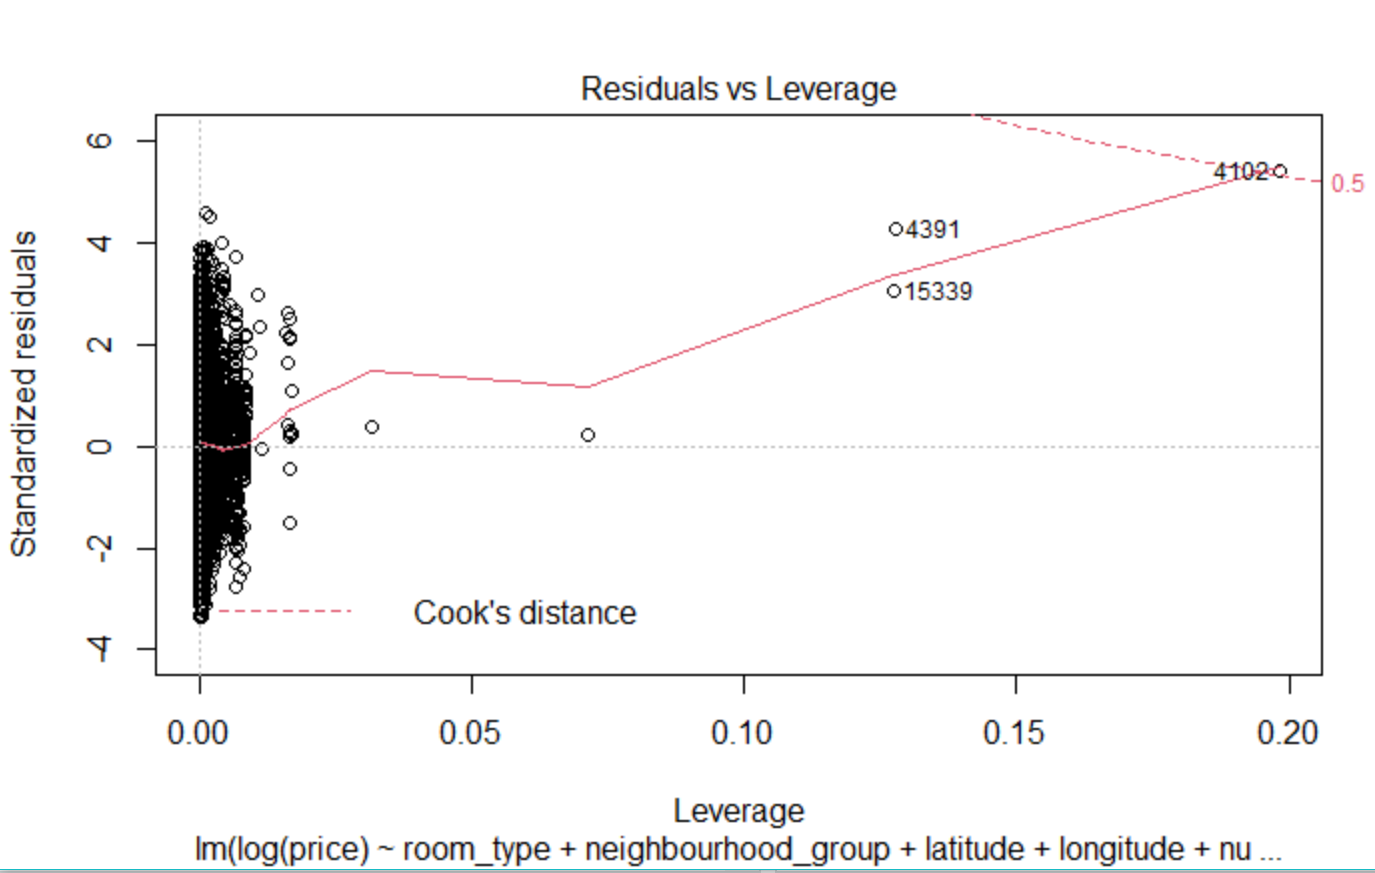 Residuals vs Leverage
Standardized residuals
6
4
2
0
-2
-4
4102
0.5
4391
15339
Cook's distance
0.00 0.05 0.10 0.15 0.20
Leverage
lm(log(price) ~ room_type + neighbourhood_group + latitude + longitude + nu ...